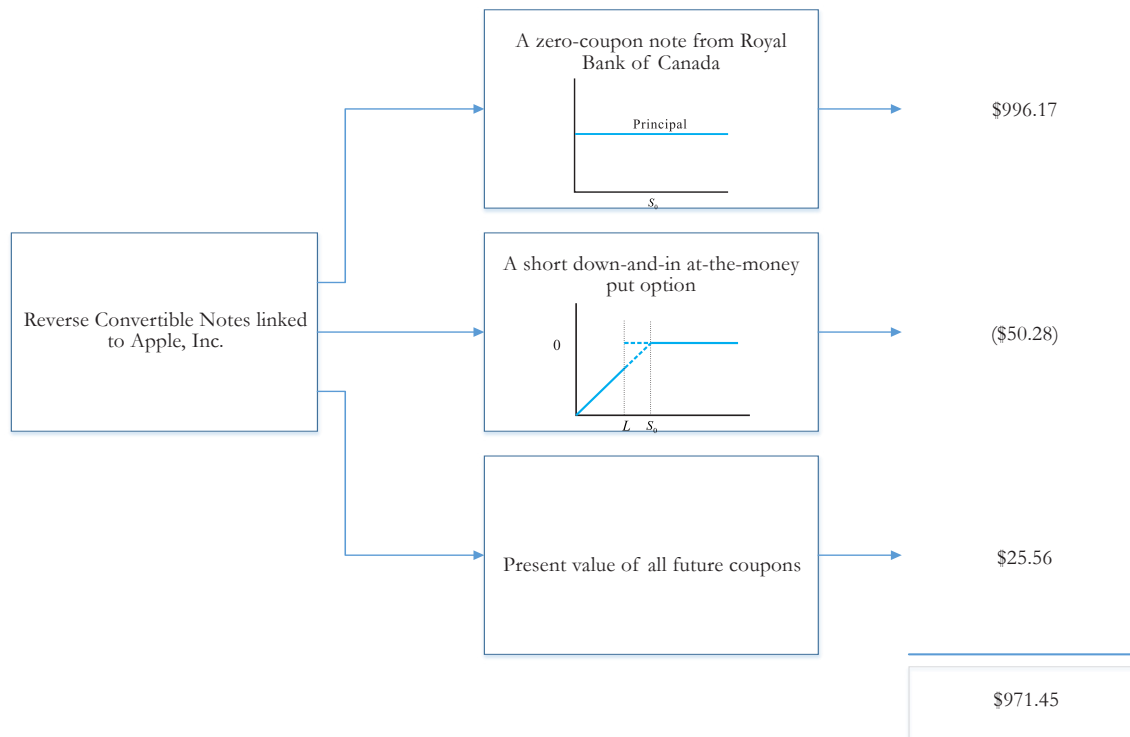 A zero-coupon note from Royal
Bank of Canada
Principal
S₀
$996.17
Reverse Convertible Notes linked
to Apple, Inc.
A short down-and-in at-the-money
put option
0
L S₀
($50.28)
Present value of all future coupons
$25.56
$971.45